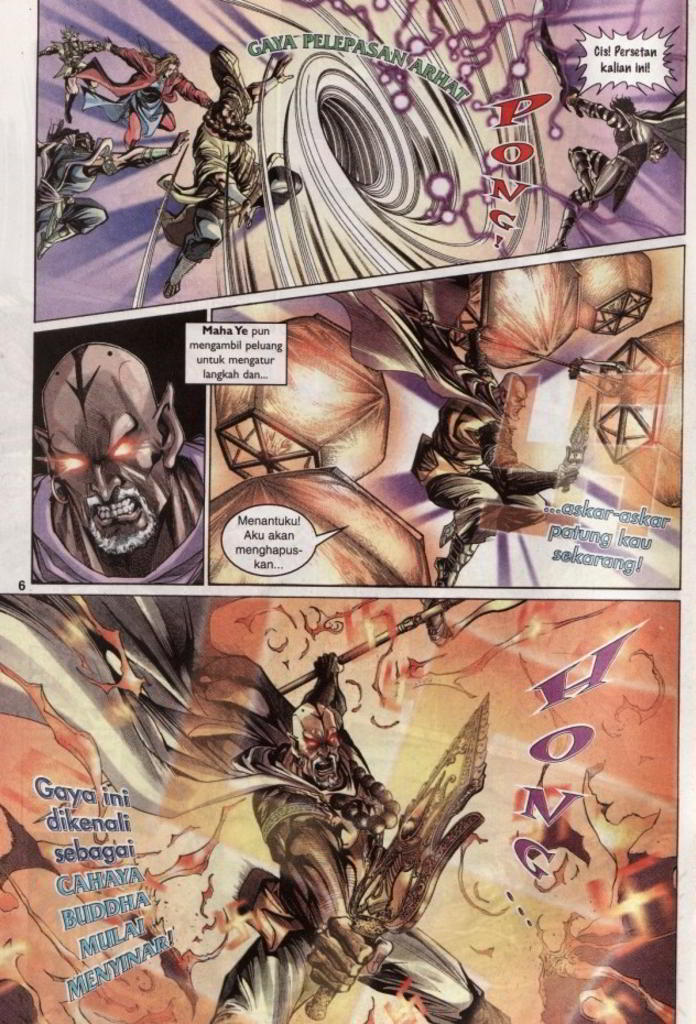 GAYA PELEPASAN ARHAT
Cis! Persetan
kalian ini!
PONG!
Maha Ye pun
mengambil peluang
untuk mengatur
langkah dan...
Menantuku!
Aku akan
menghapus-
kan...
...askar-askar
patung kau
sekarang!
6
HONG...
Gaya ini
dikenali
sebagai
CAHAYA
BUDDHA
MULAI
MENYINAR!